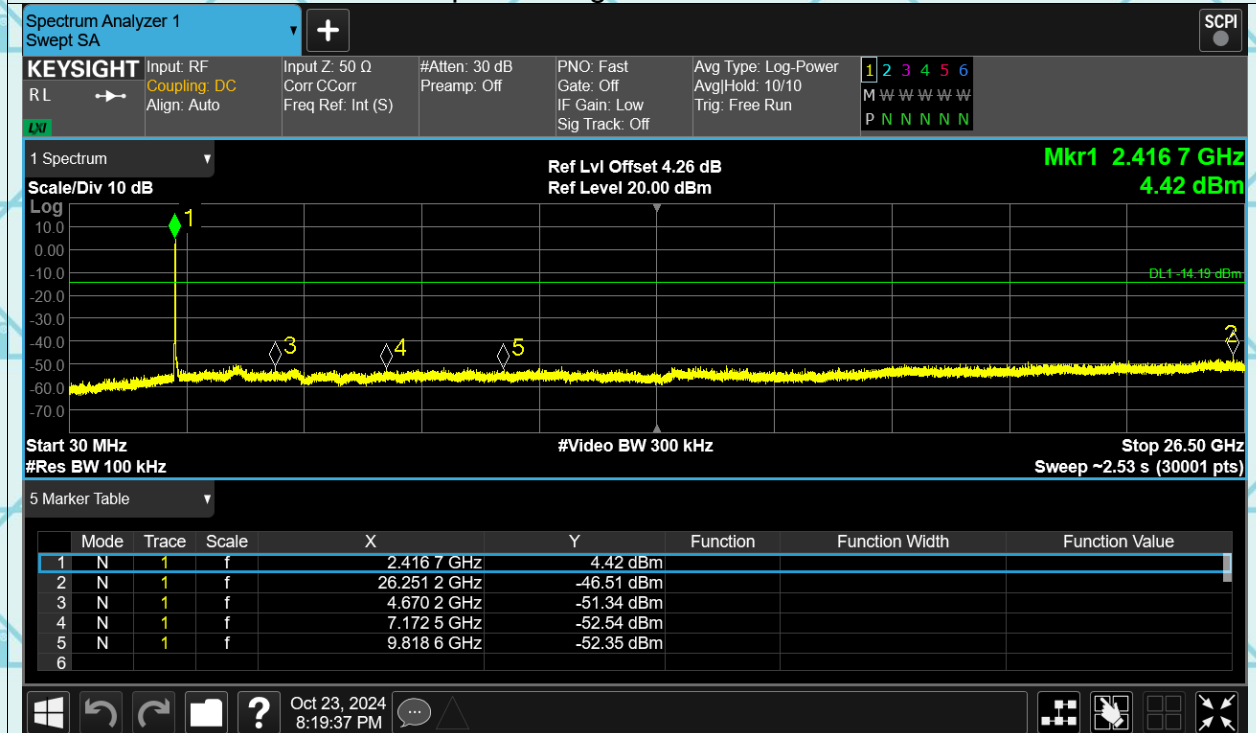 Spectrum Analyzer 1
Swept SA
SCPI
KEYSIGHT
RL
LXI
Input: RF
Coupling: DC
Align: Auto
Input Z: 50 Ω
Corr CCorr
Freq Ref: Int (S)
#Atten: 30 dB
Preamp: Off
PNO: Fast
Gate: Off
IF Gain: Low
Sig Track: Off
Avg Type: Log-Power
Avg|Hold: 10/10
Trig: Free Run
1 2 3 4 5 6
M W W W W W
P N N N N N
1 Spectrum
Scale/Div 10 dB
Ref Lvl Offset 4.26 dB
Ref Level 20.00 dBm
Mkr1 2.416 7 GHz
4.42 dBm
Log
10.0
0.00
-10.0
-20.0
-30.0
-40.0
-50.0
-60.0
-70.0
1
3
4
5
2
DL1 -14.19 dBm
Start 30 MHz
#Video BW 300 kHz
Stop 26.50 GHz
#Res BW 100 kHz
Sweep ~2.53 s (30001 pts)
5 Marker Table
Mode Trace Scale X Y Function Function Width Function Value
1 N 1 f 2.416 7 GHz 4.42 dBm
2 N 1 f 26.251 2 GHz -46.51 dBm
3 N 1 f 4.670 2 GHz -51.34 dBm
4 N 1 f 7.172 5 GHz -52.54 dBm
5 N 1 f 9.818 6 GHz -52.35 dBm
6
?
Oct 23, 2024
8:19:37 PM